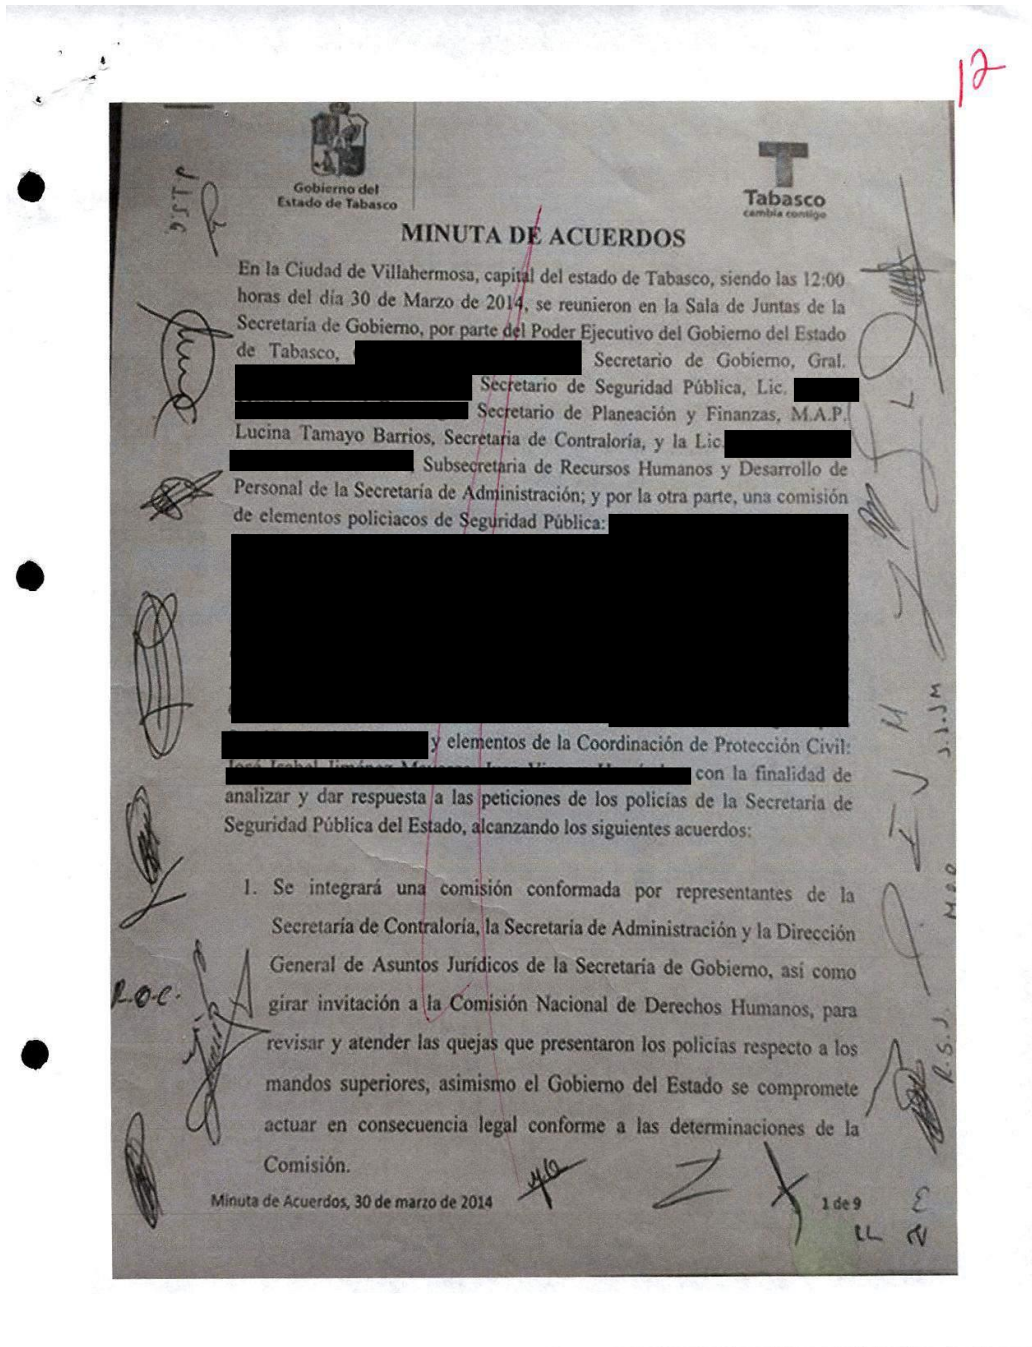 12
Gobierno del
Estado de Tabasco
Tabasco
cambia contigo
MINUTA DE ACUERDOS
En la Ciudad de Villahermosa, capital del estado de Tabasco, siendo las 12:00
horas del día 30 de Marzo de 2014, se reunieron en la Sala de Juntas de la
Secretaría de Gobierno, por parte del Poder Ejecutivo del Gobierno del Estado
de Tabasco, Secretario de Gobierno, Gral.
Secretario de Seguridad Pública, Lic.
Secretario de Planeación y Finanzas, M.A.P.
Lucina Tamayo Barrios, Secretaria de Contraloría, y la Lic.
Subsecretaria de Recursos Humanos y Desarrollo de
Personal de la Secretaría de Administración; y por la otra parte, una comisión
de elementos policiacos de Seguridad Pública:
y elementos de la Coordinación de Protección Civil:
con la finalidad de
analizar y dar respuesta a las peticiones de los policías de la Secretaría de
Seguridad Pública del Estado, alcanzando los siguientes acuerdos:
1. Se integrará una comisión conformada por representantes de la
Secretaría de Contraloría, la Secretaría de Administración y la Dirección
General de Asuntos Jurídicos de la Secretaría de Gobierno, así como
girar invitación a la Comisión Nacional de Derechos Humanos, para
revisar y atender las quejas que presentaron los policías respecto a los
mandos superiores, asimismo el Gobierno del Estado se compromete
actuar en consecuencia legal conforme a las determinaciones de la
Comisión.
Minuta de Acuerdos, 30 de marzo de 2014
1 de 9
J.J.S.G
R.O.C.
J.J.J M
M.O.O
R.S.J.